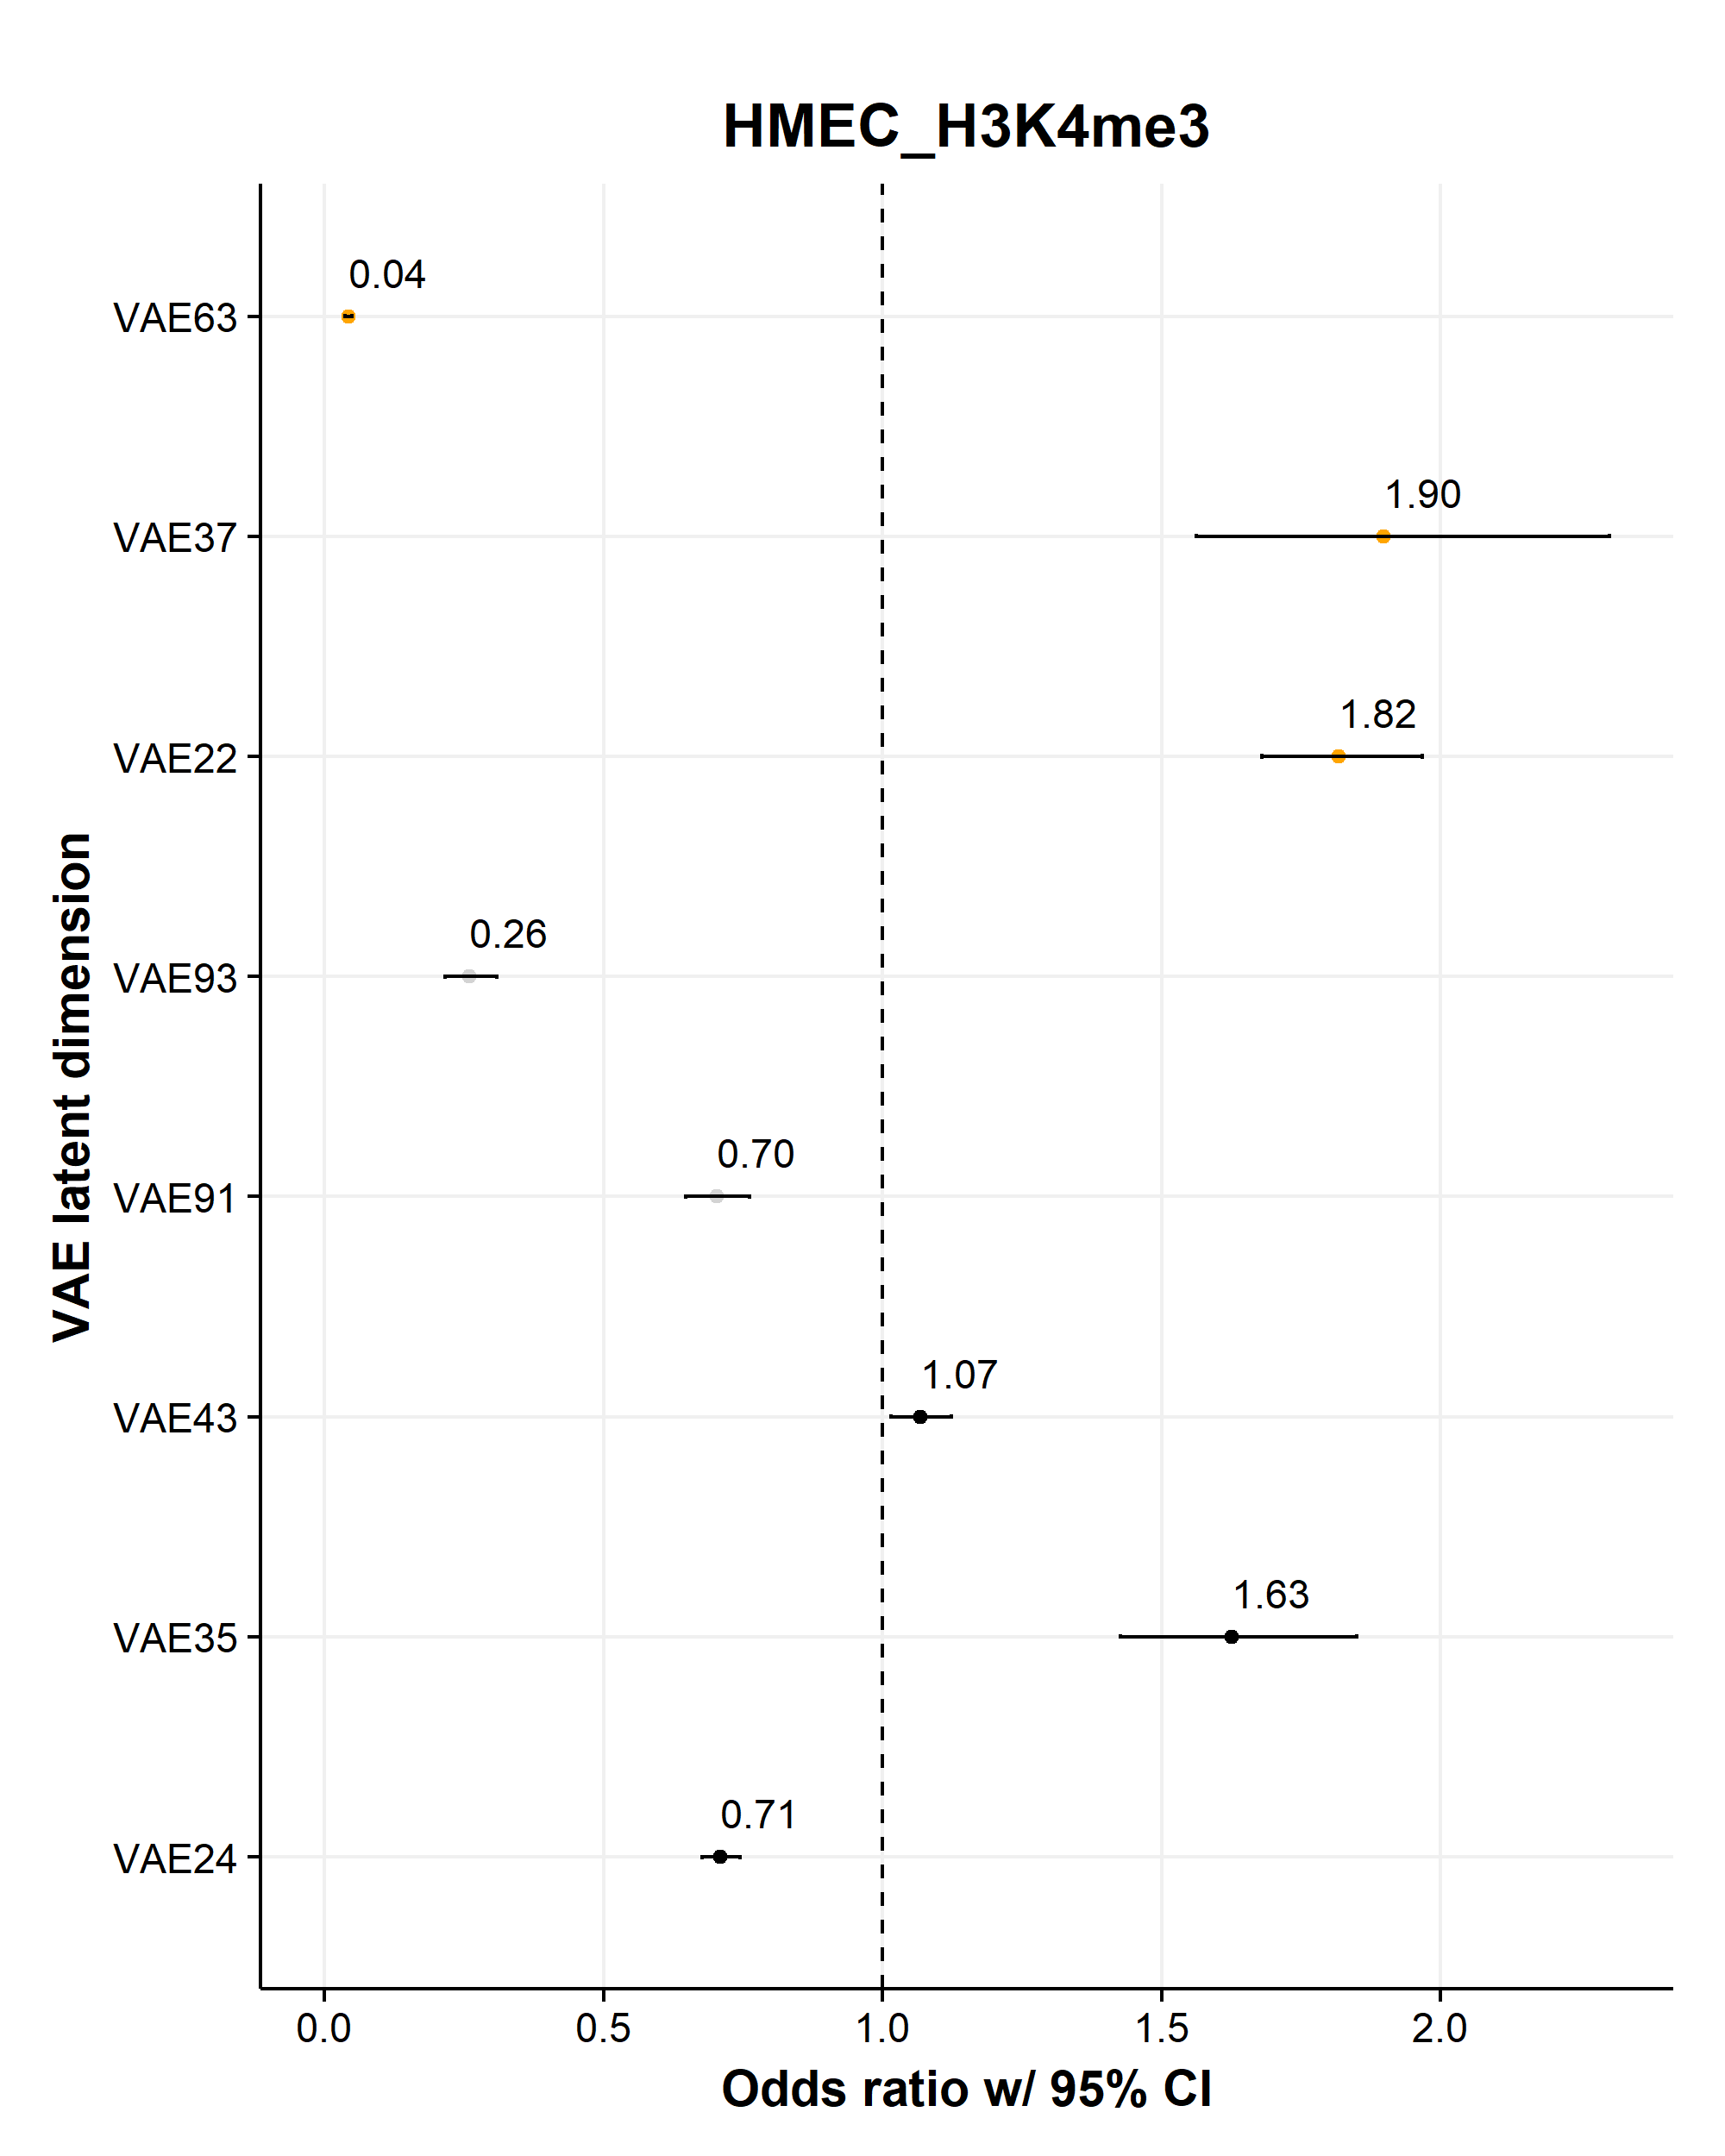 HMEC_H3K4me3
VAE latent dimension
VAE63
0.04
VAE37
1.90
VAE22
1.82
VAE93
0.26
VAE91
0.70
VAE43
1.07
VAE35
1.63
VAE24
0.71
0.0 0.5 1.0 1.5 2.0
Odds ratio w/ 95% CI